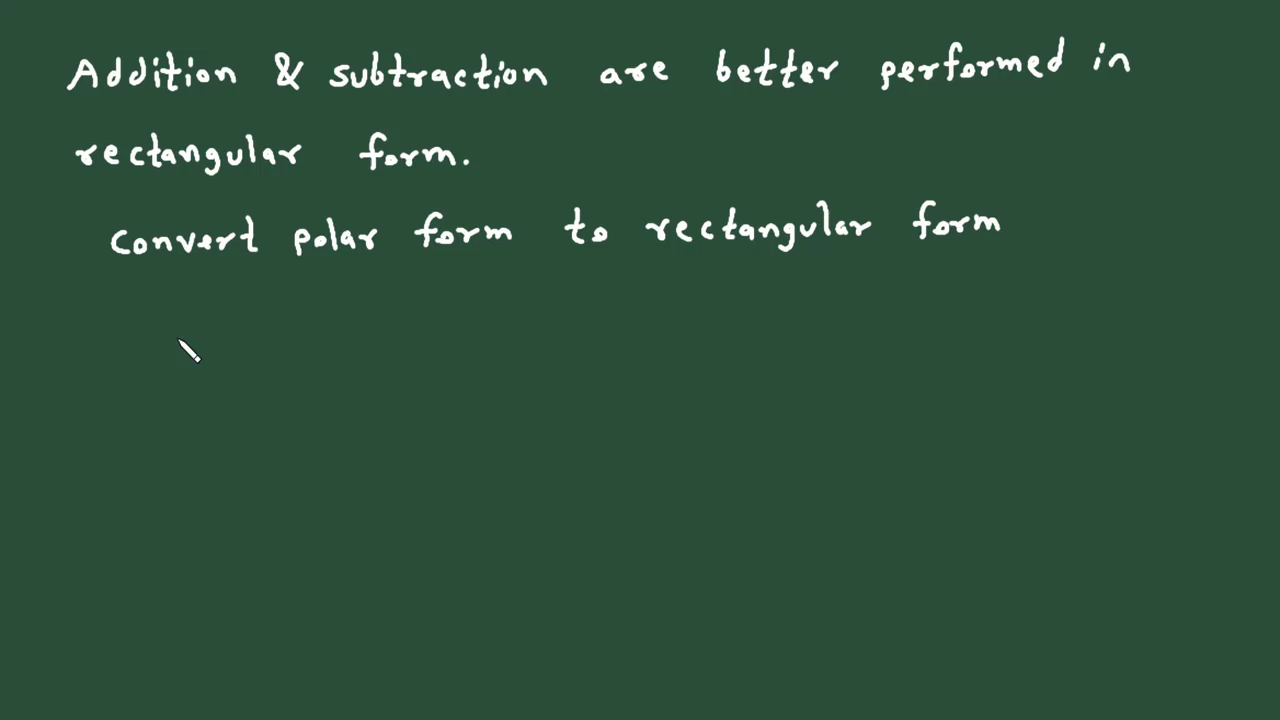 Addition & subtraction are better performed in
rectangular form.
convert polar form to rectangular form